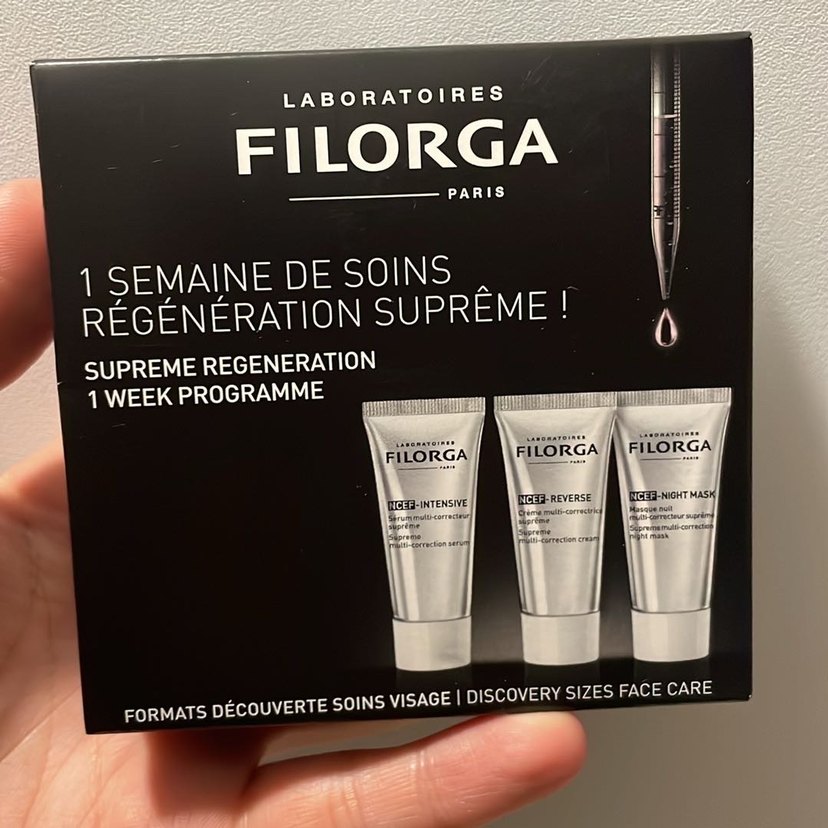 LABORATOIRES
FILORGA
PARIS
1 SEMAINE DE SOINS
RÉGÉNÉRATION SUPRÊME !
SUPREME REGENERATION
1 WEEK PROGRAMME
LABORATOIRES
FILORGA
PARIS
NCEF-INTENSIVE
Sérum multi-correcteur
suprême
Supreme
multi-correction serum
LABORATOIRES
FILORGA
PARIS
NCEF-REVERSE
Crème multi-correctrice
suprême
Supreme
multi-correction cream
LABORATOIRES
FILORGA
PARIS
NCEF-NIGHT MASK
Masque nuit
multi-correcteur suprême
Supreme multi-correction
night mask
FORMATS DÉCOUVERTE SOINS VISAGE | DISCOVERY SIZES FACE CARE